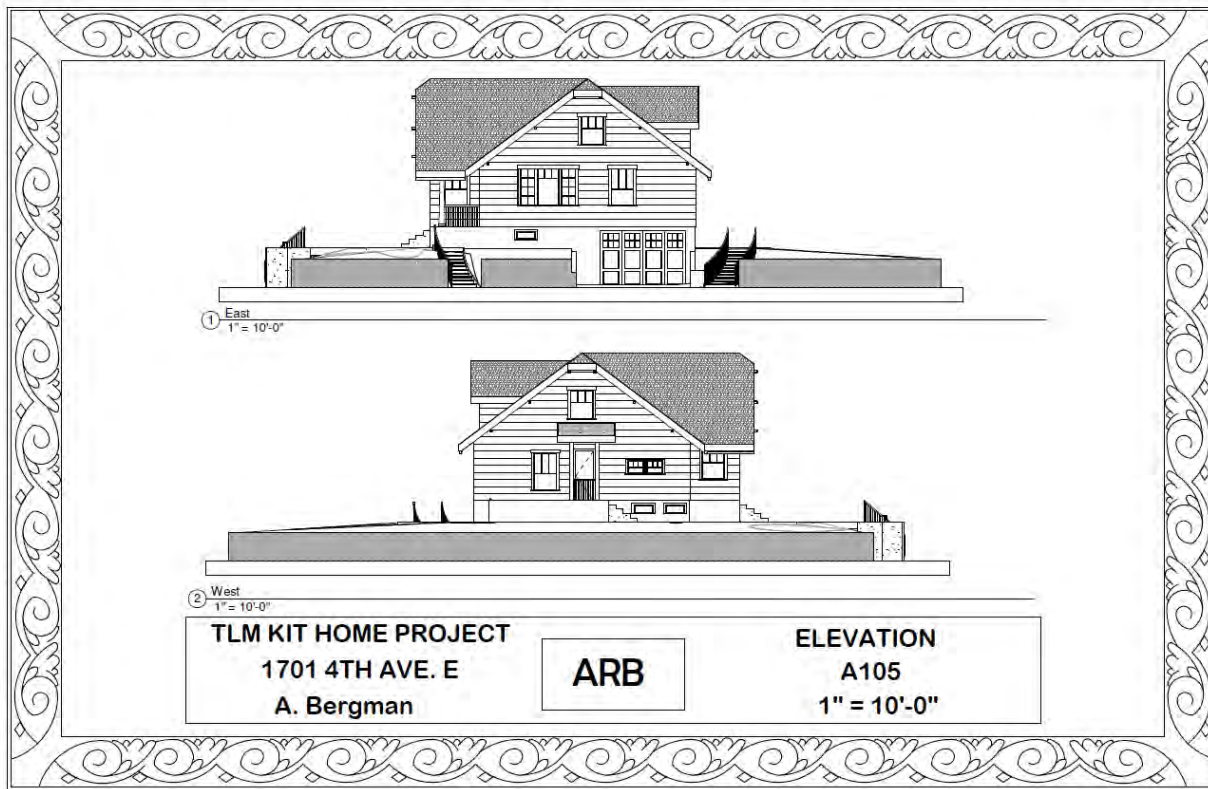 1 East
1" = 10'-0"
2 West
1" = 10'-0"
TLM KIT HOME PROJECT
1701 4TH AVE. E
A. Bergman
ARB
ELEVATION
A105
1" = 10'-0"